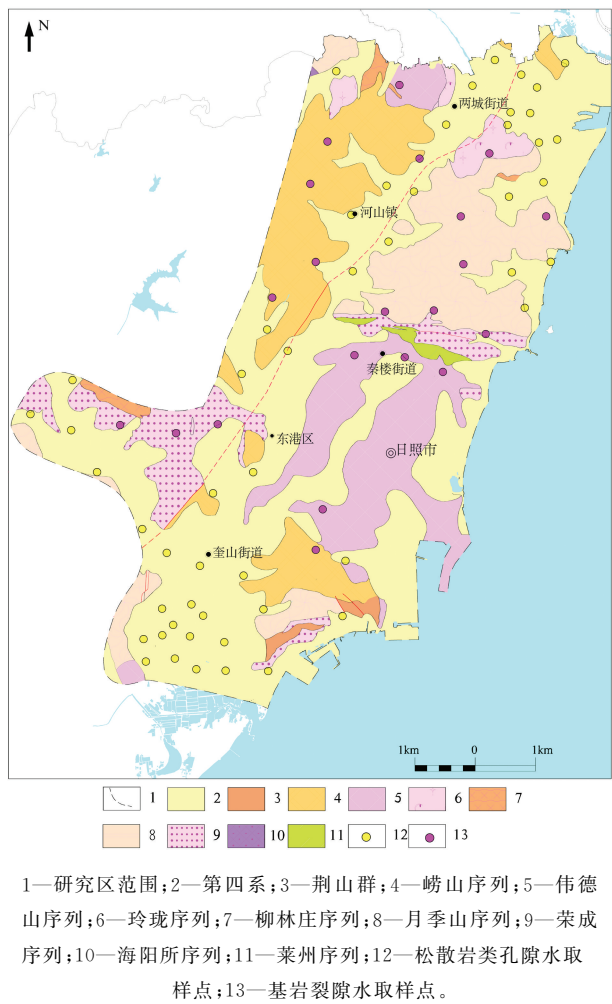 N
两城街道
河山镇
秦楼街道
东港区
日照市
奎山街道
1km 0 1km
1 2 3 4 5 6 7
8 9 10 11 12 13
1—研究区范围;2—第四系;3—荆山群;4—崂山序列;5—伟德
山序列;6—玲珑序列;7—柳林庄序列;8—月季山序列;9—荣成
序列;10—海阳所序列;11—莱州序列;12—松散岩类孔隙水取
样点;13—基岩裂隙水取样点。